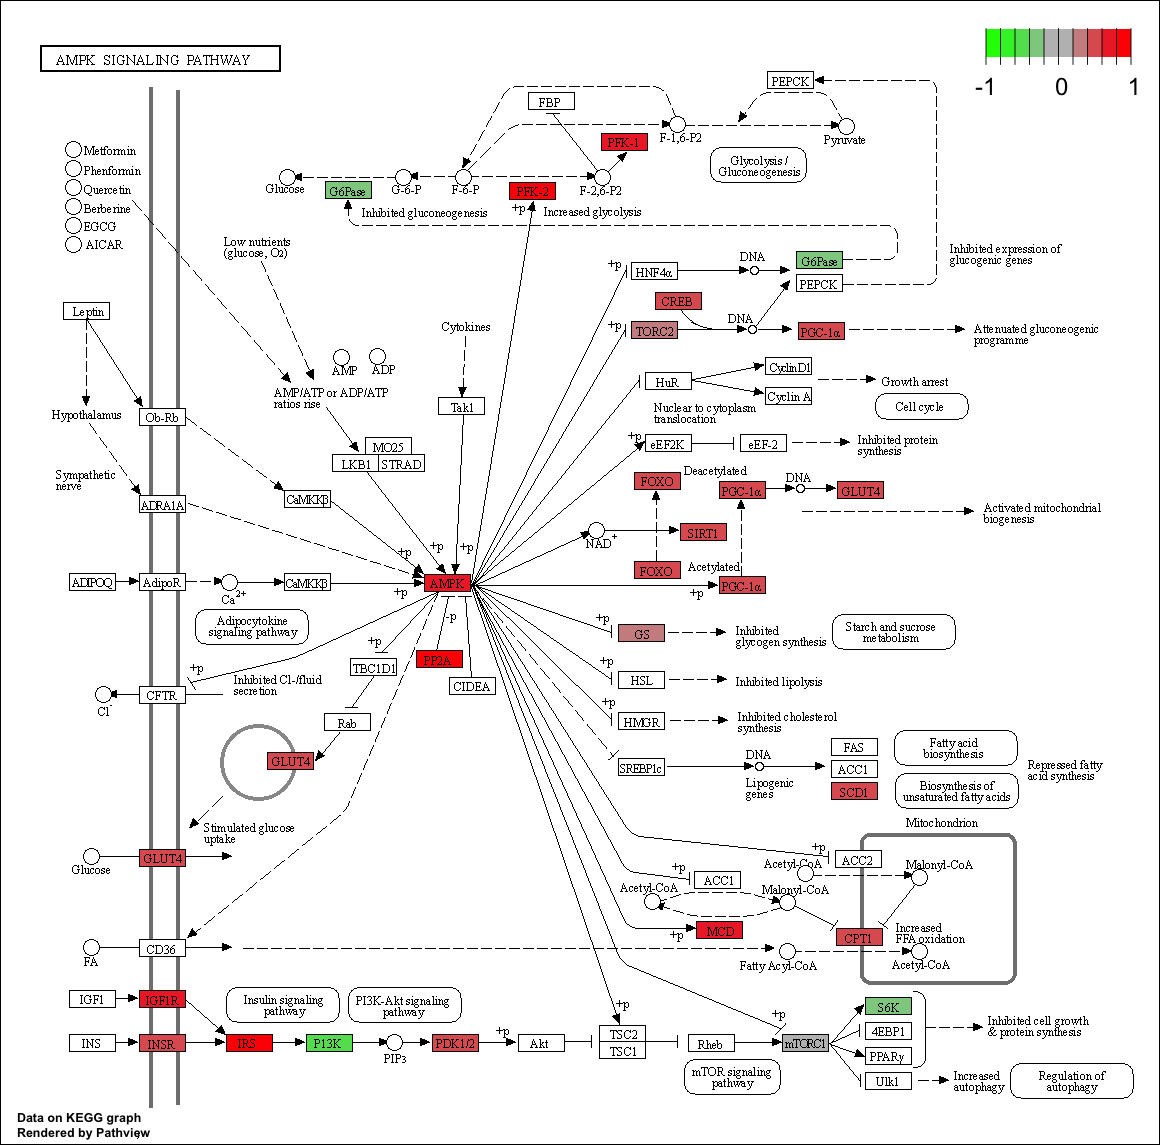 AMPK SIGNALING PATHWAY
-1 0 1
PEPCK
FBP
F-1,6-P2
Pyruvate
PFK-1
Glycolysis /
Gluconeogenesis
Metformin
Phenformin
Quercetin
Berberine
EGCG
AICAR
Glucose
G6Pase
G-6-P
F-6-P
PFK-2
F-2,6-P2
+p
Inhibited gluconeogenesis
Increased glycolysis
Low nutrients
(glucose, O2)
DNA
Inhibited expression of
glucogenic genes
+p
HNF4α
G6Pase
PEPCK
CREB
Leptin
Cytokines
+p
TORC2
DNA
PGC-1α
Attenuated gluconeogenic
programme
AMP
ADP
AMP/ATP or ADP/ATP
ratios rise
HuR
CyclinD1
Cyclin A
Growth arrest
Cell cycle
Nuclear to cytoplasm
translocation
Hypothalamus
Ob-Rb
Tak1
MO25
LKB1
STRAD
+p
eEF2K
eEF-2
Inhibited protein
synthesis
Sympathetic
nerve
ADRA1A
CaMKKβ
FOXO
Deacetylated
PGC-1α
DNA
GLUT4
Activated mitochondrial
biogenesis
NAD+
SIRT1
+p
+p
+p
FOXO
Acetylated
PGC-1α
+p
ADIPOQ
AdipoR
Ca2+
CaMKKβ
+p
AMPK
Adipocytokine
signaling pathway
-p
+p
TBC1D1
PP2A
CIDEA
+p
GS
Inhibited
glycogen synthesis
Starch and sucrose
metabolism
+p
HSL
Inhibited lipolysis
+p
CFTR
Cl-
Inhibited Cl-/fluid
secretion
Rab
+p
HMGR
Inhibited cholesterol
synthesis
GLUT4
SREBP1c
DNA
Lipogenic
genes
FAS
ACC1
SCD1
Fatty acid
biosynthesis
Biosynthesis of
unsaturated fatty acids
Repressed fatty
acid synthesis
Stimulated glucose
uptake
Glucose
GLUT4
Mitochondrion
+p
ACC2
Acetyl-CoA
Malonyl-CoA
+p
ACC1
Acetyl-CoA
Malonyl-CoA
+p
MCD
CPT1
Increased
FFA oxidation
FA
CD36
Fatty Acyl-CoA
Acetyl-CoA
IGF1
IGF1R
Insulin signaling
pathway
PI3K-Akt signaling
pathway
INS
INSR
IRS
PI3K
PIP3
PDK1/2
+p
Akt
+p
TSC2
TSC1
Rheb
+p
mTORC1
mTOR signaling
pathway
S6K
4EBP1
PPARγ
Ulk1
Inhibited cell growth
& protein synthesis
Increased
autophagy
Regulation of
autophagy
Data on KEGG graph
Rendered by Pathview